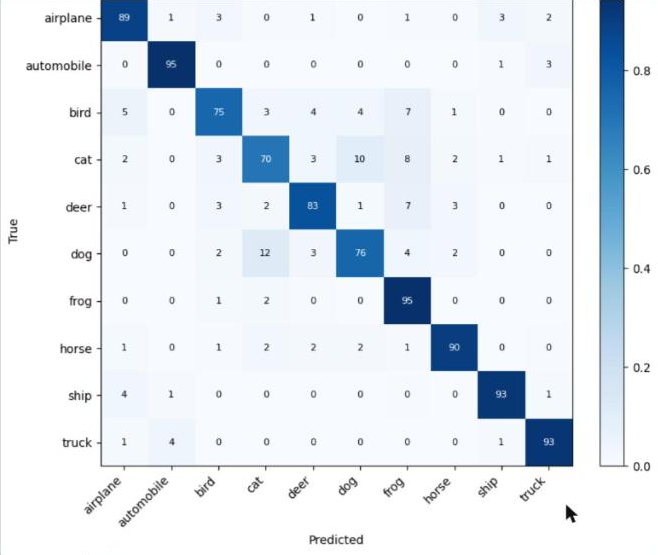 airplane 89 1 3 0 1 0 1 0 3 2
automobile 0 95 0 0 0 0 0 0 1 3
0.8
bird 5 0 75 3 4 4 7 1 0 0
cat 2 0 3 70 3 10 8 2 1 1
0.6
deer 1 0 3 2 83 1 7 3 0 0
True
dog 0 0 2 12 3 76 4 2 0 0
0.4
frog 0 0 1 2 0 0 95 0 0 0
horse 1 0 1 2 2 2 1 90 0 0
0.2
ship 4 1 0 0 0 0 0 0 93 1
truck 1 4 0 0 0 0 0 0 1 93
0.0
airplane automobile bird cat deer dog frog horse ship truck
Predicted